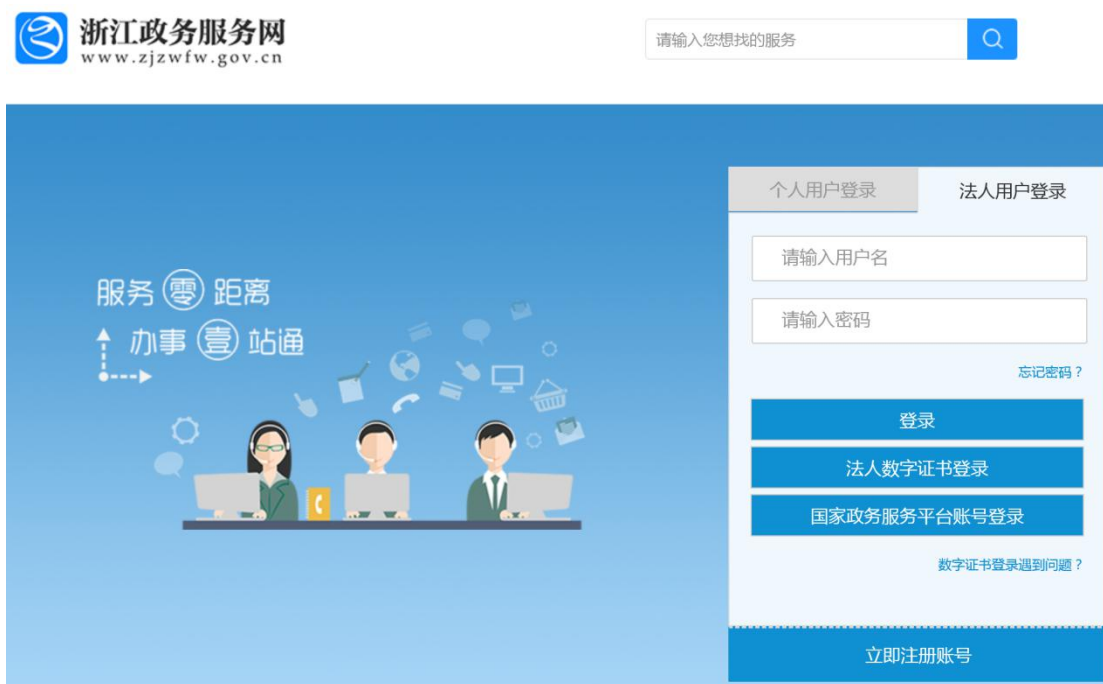 浙江政务服务网
www.zjzwfw.gov.cn
请输入您想找的服务
个人用户登录
法人用户登录
请输入用户名
请输入密码
忘记密码？
登录
法人数字证书登录
国家政务服务平台账号登录
数字证书登录遇到问题？
立即注册账号
服务零距离
办事壹站通